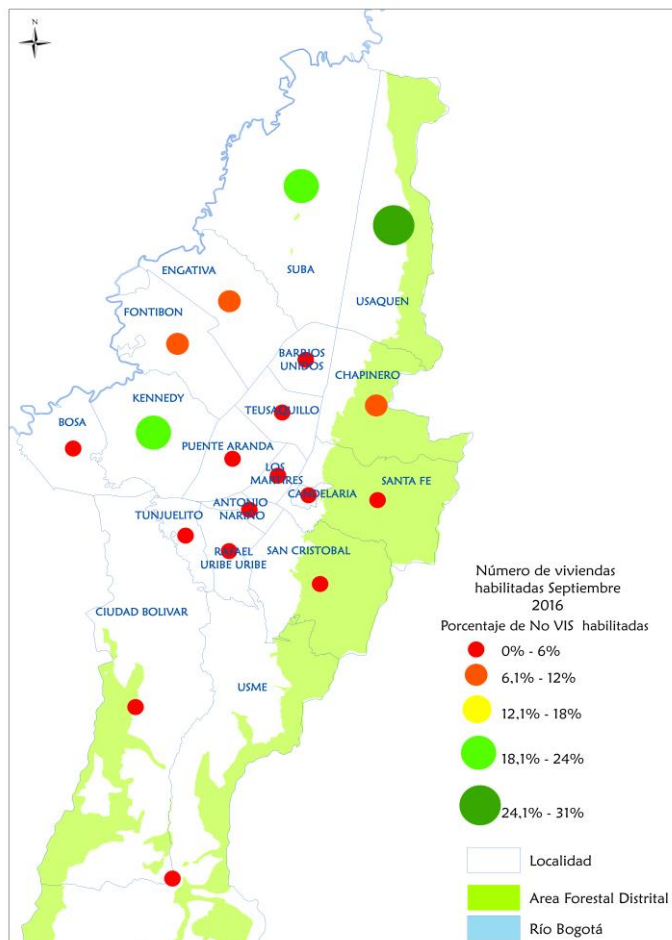 N
ENGATIVA
SUBA
FONTIBON
USAQUEN
BARRIOS
UNIDOS
CHAPINERO
KENNEDY
BOSA
TEUSAQUILLO
PUENTE ARANDA
LOS
MARTIRES
SANTA FE
CANDELARIA
ANTONIO
NARIÑO
TUNJUELITO
RAFAEL
URIBE URIBE
SAN CRISTOBAL
CIUDAD BOLIVAR
USME
Número de viviendas
habilitadas Septiembre
2016
Porcentaje de No VIS habilitadas
0% - 6%
6,1% - 12%
12,1% - 18%
18,1% - 24%
24,1% - 31%
Localidad
Area Forestal Distrital
Río Bogotá